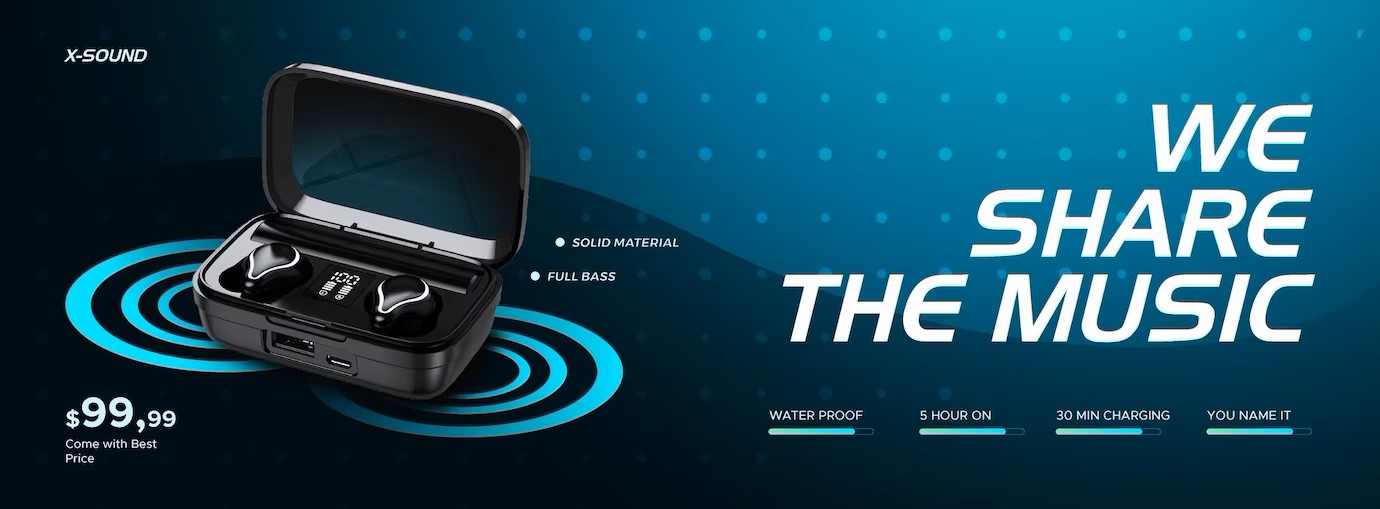 X-SOUND
WE
SHARE
THE MUSIC
SOLID MATERIAL
FULL BASS
100
$99,99
Come with Best
Price
WATER PROOF
5 HOUR ON
30 MIN CHARGING
YOU NAME IT